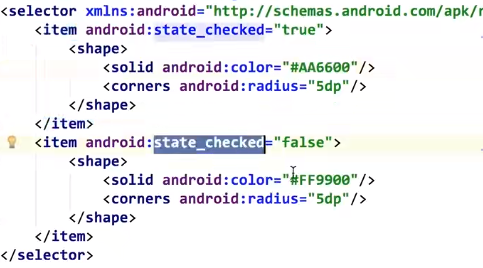 <selector xmlns:android="http://schemas.android.com/apk/r
<item android:state_checked="true">
<shape>
<solid android:color="#AA6600"/>
<corners android:radius="5dp"/>
</shape>
</item>
<item android:state_checked="false">
<shape>
<solid android:color="#FF9900"/>
<corners android:radius="5dp"/>
</shape>
</item>
</selector>